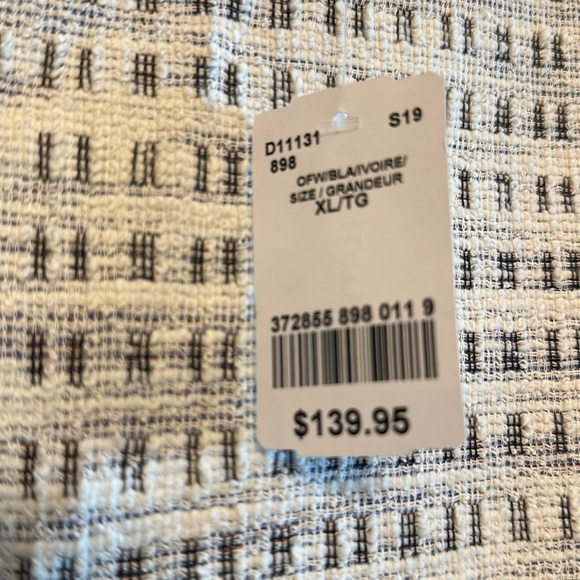 D11131 S19
898
OFW/BLA/IVOIRE/
SIZE / GRANDEUR
XL/TG
372855 898 011 9
$139.95